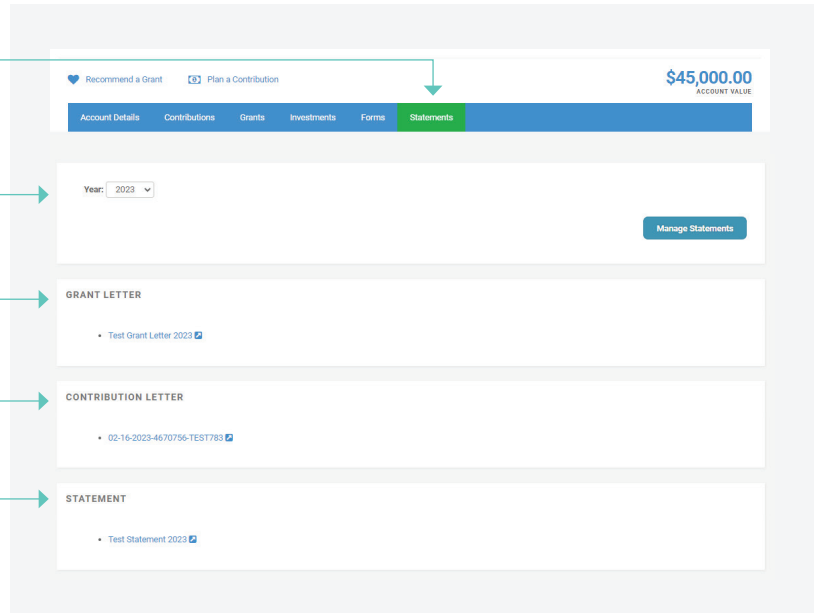 Recommend a Grant Plan a Contribution $45,000.00
ACCOUNT VALUE
Account Details Contributions Grants Investments Forms Statements
Year: 2023
Manage Statements
GRANT LETTER
• Test Grant Letter 2023
CONTRIBUTION LETTER
• 02-16-2023-4670756-TEST783
STATEMENT
• Test Statement 2023